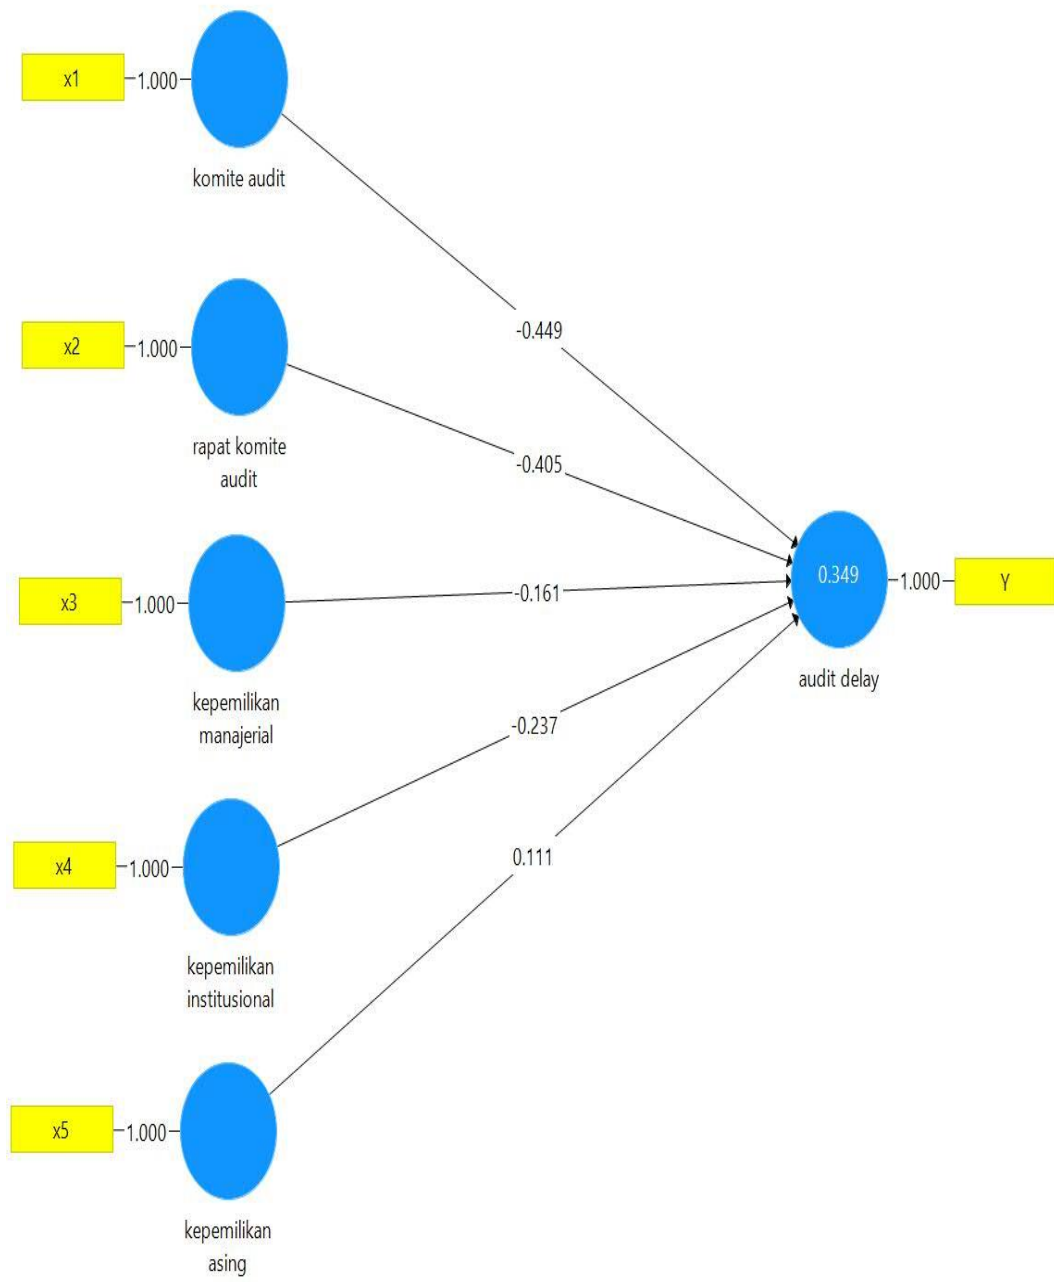 x1
1.000
komite audit
-0.449
x2
1.000
rapat komite
audit
-0.405
x3
1.000
kepemilikan
manajerial
-0.161
0.349
1.000
Y
audit delay
x4
1.000
kepemilikan
institusional
-0.237
x5
1.000
kepemilikan
asing
0.111